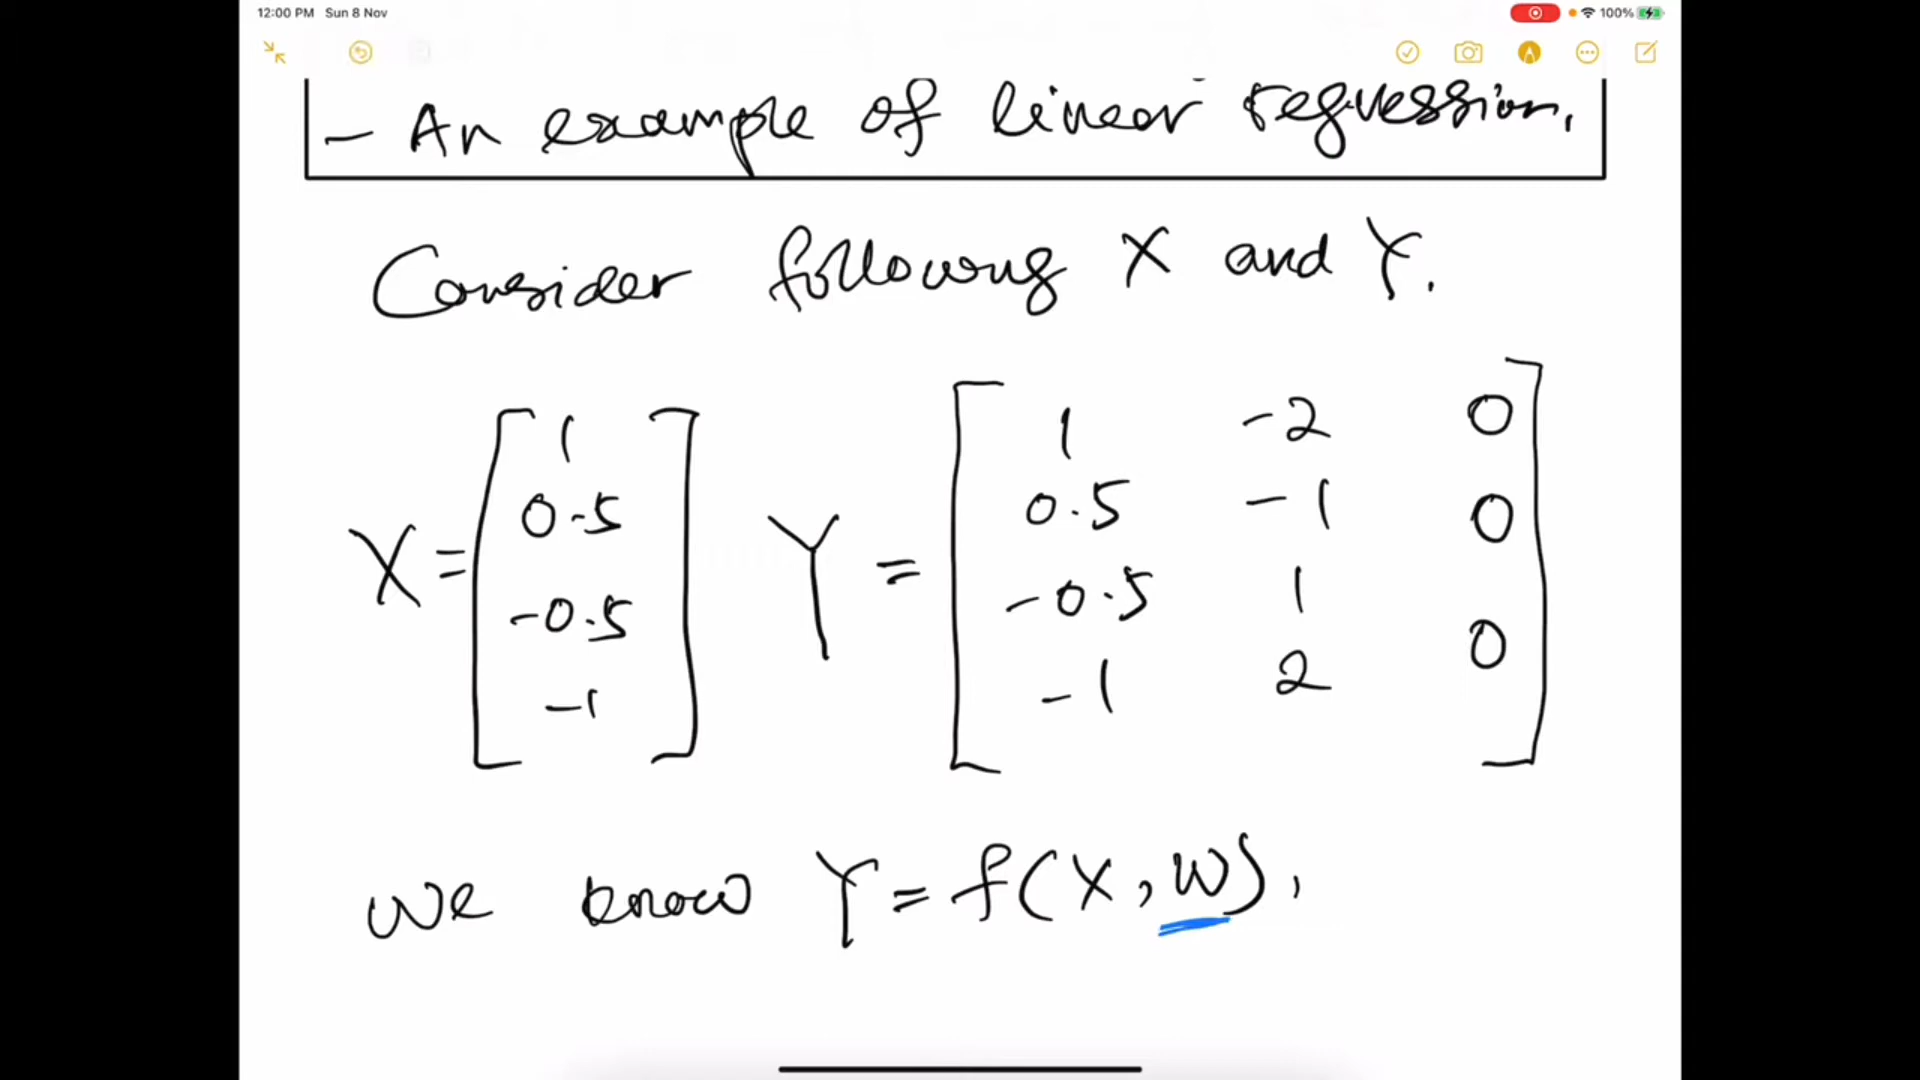 12:00 PM Sun 8 Nov 100%
- An example of linear regression.
Consider following X and Y.
X = [ 1 0.5 -0.5 -1 ] Y = [ 1 -2 0
0.5 -1 0
-0.5 1 0
-1 2 ]
We know Y = f(X, W),